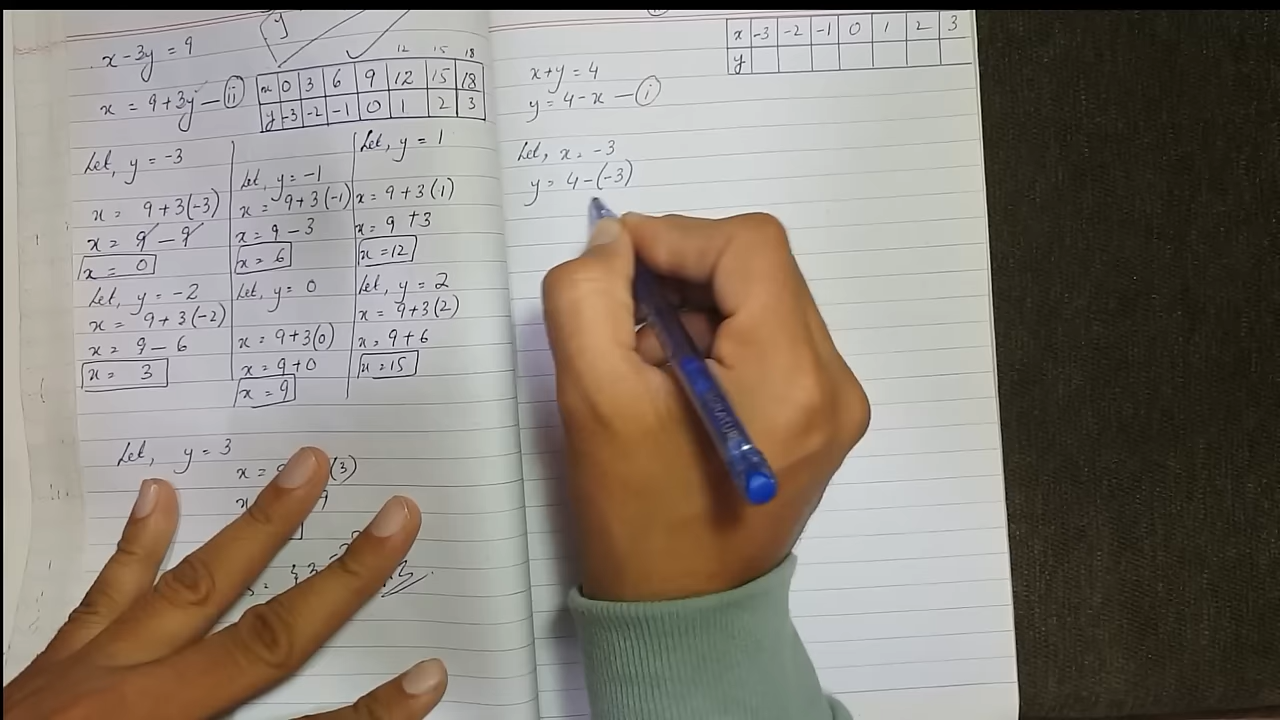 x - 3y = 9
x = 9 + 3y — (ii)
12 15 18
x 0 3 6 9 12 15 18
y -3 -2 -1 0 1 2 3
Let, y = -3
x = 9 + 3(-3)
x = 9 - 9
x = 0
Let, y = -2
x = 9 + 3(-2)
x = 9 - 6
x = 3
Let, y = -1
x = 9 + 3(-1)
x = 9 - 3
x = 6
Let, y = 0
x = 9 + 3(0)
x = 9 + 0
x = 9
Let, y = 1
x = 9 + 3(1)
x = 9 + 3
x = 12
Let, y = 2
x = 9 + 3(2)
x = 9 + 6
x = 15
Let, y = 3
x = 9 (3)
x 9
y
x -3 -2 -1 0 1 2 3
y
x + y = 4
y = 4 - x — (i)
Let, x = -3
y = 4 - (-3)